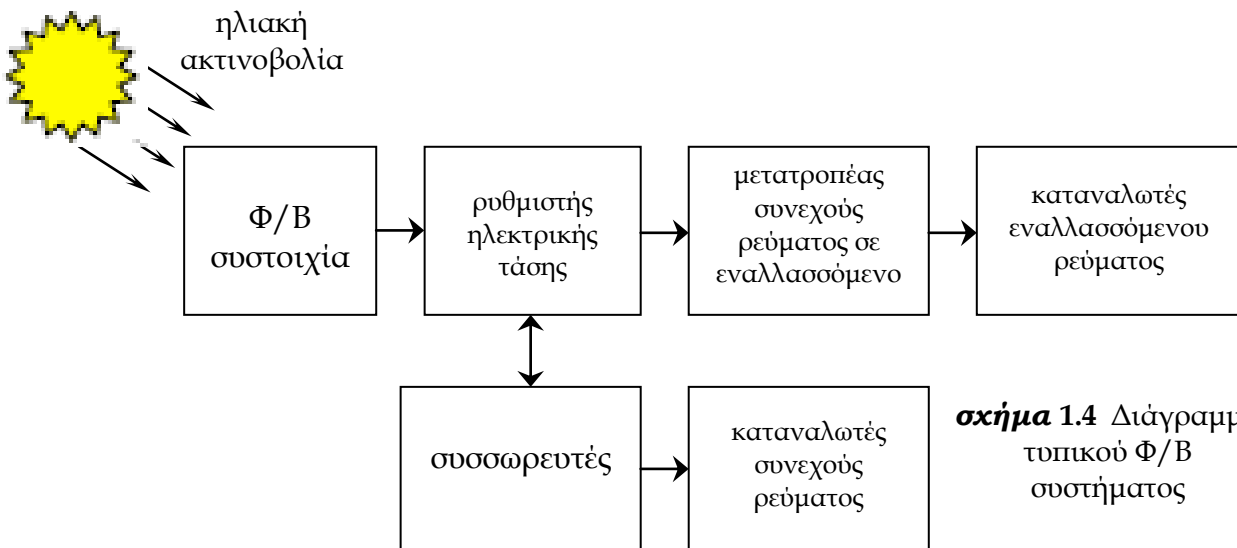 ηλιακή
ακτινοβολία
Φ/Β
συστοιχία
ρυθμιστής
ηλεκτρικής
τάσης
μετατροπέας
συνεχούς
ρεύματος σε
εναλλασσόμενο
καταναλωτές
εναλλασσόμενου
ρεύματος
συσσωρευτές
καταναλωτές
συνεχούς
ρεύματος
σχήμα 1.4 Διάγραμμ
τυπικού Φ/Β
συστήματος